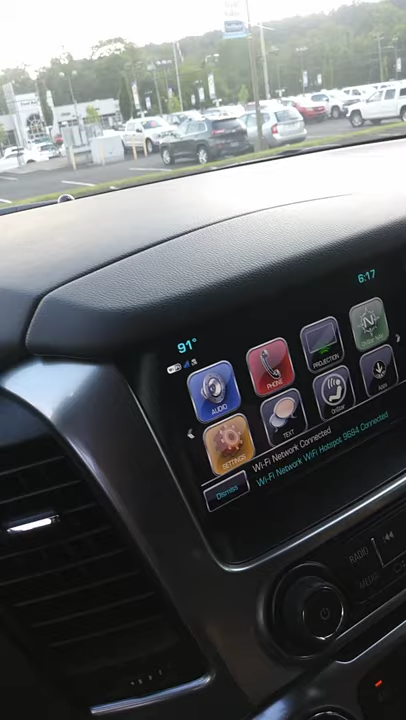 6:17
91°
AUDIO
PHONE
PROJECTION
SETTINGS
TEXT
OnStar
Apps
Wi-Fi Network Connected
Wi-Fi Network WiFi Hotspot 9684 Connected
Dismiss
RADIO